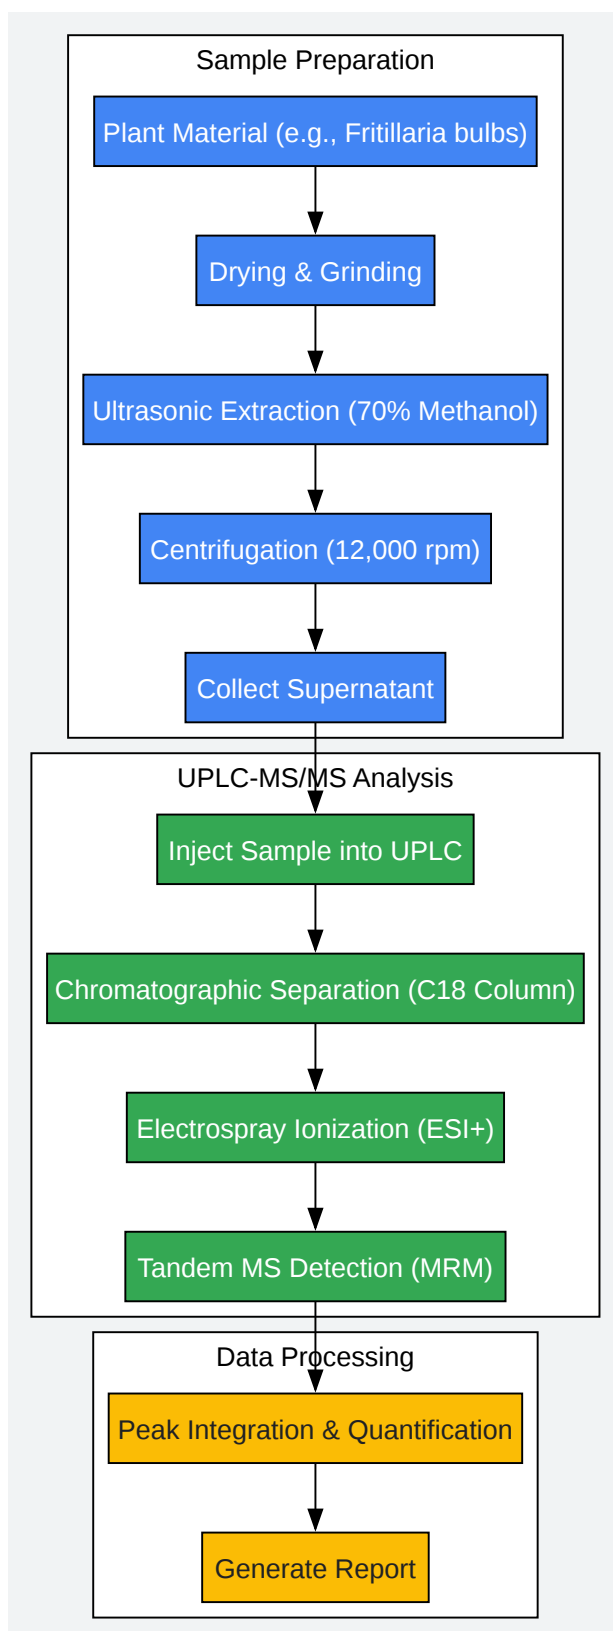 Sample Preparation
Plant Material (e.g., Fritillaria bulbs)
Drying & Grinding
Ultrasonic Extraction (70% Methanol)
Centrifugation (12,000 rpm)
Collect Supernatant
UPLC-MS/MS Analysis
Inject Sample into UPLC
Chromatographic Separation (C18 Column)
Electrospray Ionization (ESI+)
Tandem MS Detection (MRM)
Data Processing
Peak Integration & Quantification
Generate Report